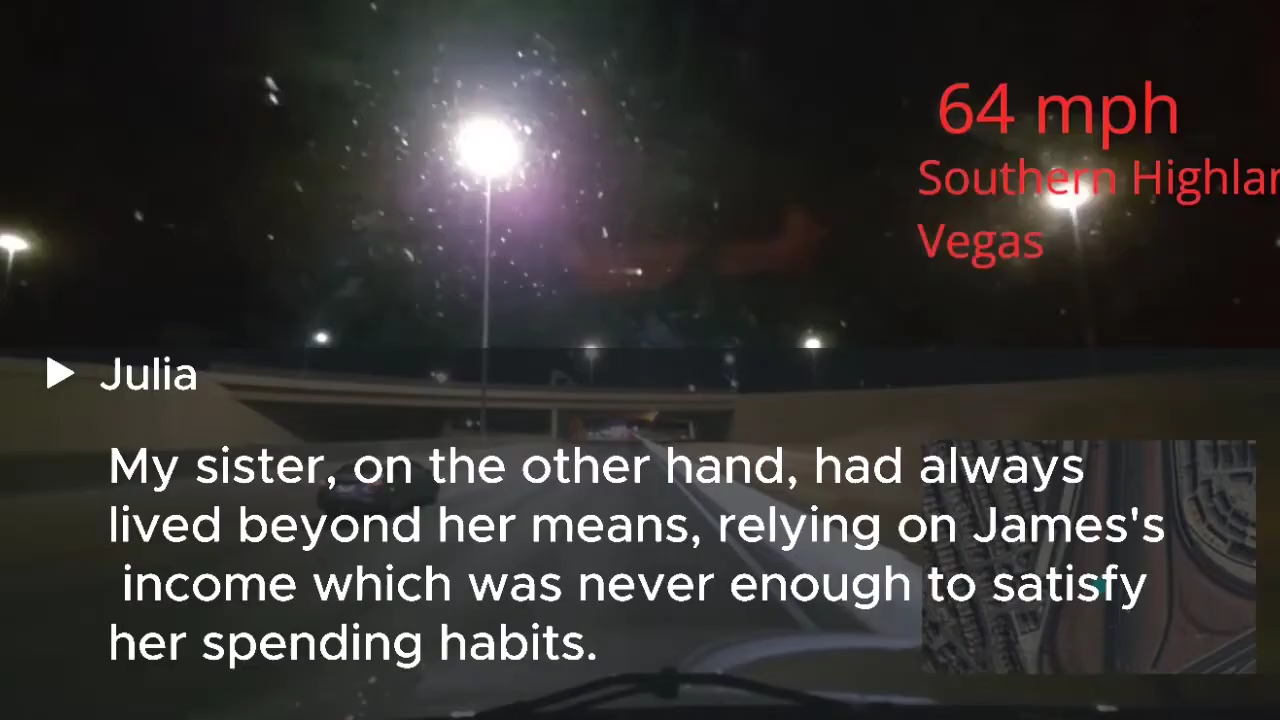 64 mph
Southern Highlan
Vegas
Julia
My sister, on the other hand, had always
lived beyond her means, relying on James's
income which was never enough to satisfy
her spending habits.